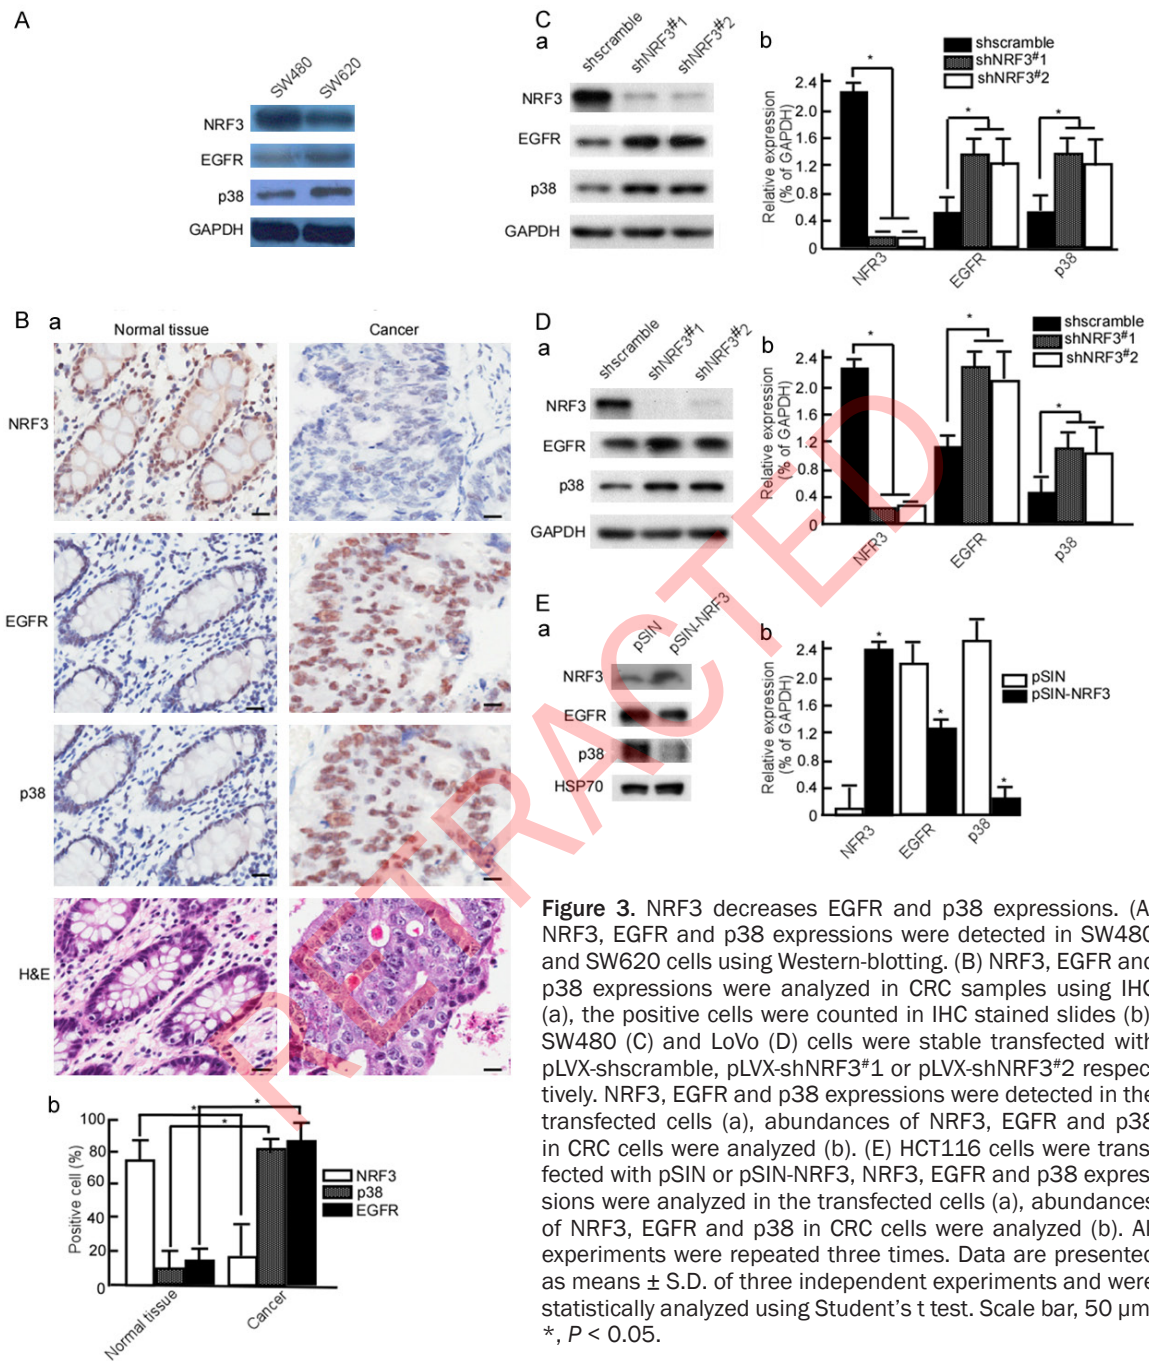 A
SW480 SW620
NRF3
EGFR
p38
GAPDH
B a
Normal tissue Cancer
NRF3
EGFR
p38
H&E
b
Positive cell (%)
100
80
60
40
20
0
* * *
NRF3
p38
EGFR
Normal tissue Cancer
C
a
shscramble shNRF3#1 shNRF3#2
NRF3
EGFR
p38
GAPDH
b
shscramble
shNRF3#1
shNRF3#2
Relative expression
(% of GAPDH)
2.4
2.0
1.6
1.2
0.8
0.4
0
* * *
NFR3 EGFR p38
D
a
shscramble shNRF3#1 shNRF3#2
NRF3
EGFR
p38
GAPDH
b
shscramble
shNRF3#1
shNRF3#2
Relative expression
(% of GAPDH)
2.4
2.0
1.6
1.2
0.8
0.4
0
* * *
NFR3 EGFR p38
E
a
pSIN pSIN-NRF3
NRF3
EGFR
p38
HSP70
b
pSIN
pSIN-NRF3
Relative expression
(% of GAPDH)
2.4
2.0
1.6
1.2
0.8
0.4
0
* * *
NFR3 EGFR p38
Figure 3. NRF3 decreases EGFR and p38 expressions. (A
NRF3, EGFR and p38 expressions were detected in SW480
and SW620 cells using Western-blotting. (B) NRF3, EGFR and
p38 expressions were analyzed in CRC samples using IHC
(a), the positive cells were counted in IHC stained slides (b)
SW480 (C) and LoVo (D) cells were stable transfected with
pLVX-shscramble, pLVX-shNRF3#1 or pLVX-shNRF3#2 respec
tively. NRF3, EGFR and p38 expressions were detected in the
transfected cells (a), abundances of NRF3, EGFR and p38
in CRC cells were analyzed (b). (E) HCT116 cells were trans
fected with pSIN or pSIN-NRF3, NRF3, EGFR and p38 expres
sions were analyzed in the transfected cells (a), abundances
of NRF3, EGFR and p38 in CRC cells were analyzed (b). Al
experiments were repeated three times. Data are presented
as means ± S.D. of three independent experiments and were
statistically analyzed using Student's t test. Scale bar, 50 µm
*, P < 0.05.
RETRACTED